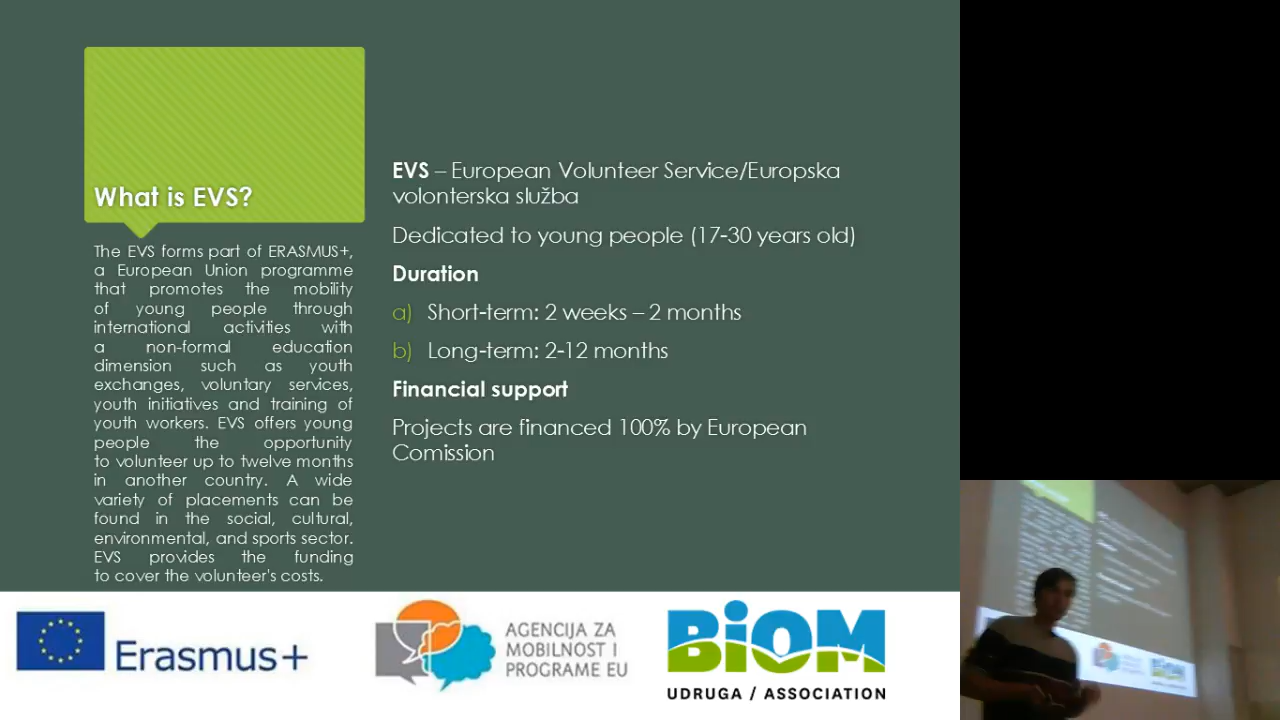 What is EVS?
The EVS forms part of ERASMUS+,
a European Union programme
that promotes the mobility
of young people through
international activities with
a non-formal education
dimension such as youth
exchanges, voluntary services,
youth initiatives and training of
youth workers. EVS offers young
people the opportunity
to volunteer up to twelve months
in another country. A wide
variety of placements can be
found in the social, cultural,
environmental, and sports sector.
EVS provides the funding
to cover the volunteer's costs.
EVS – European Volunteer Service/Europska
volonterska služba
Dedicated to young people (17-30 years old)
Duration
a) Short-term: 2 weeks – 2 months
b) Long-term: 2-12 months
Financial support
Projects are financed 100% by European
Comission
Erasmus+
AGENCIJA ZA
MOBILNOST I
PROGRAME EU
BiOM
UDRUGA / ASSOCIATION